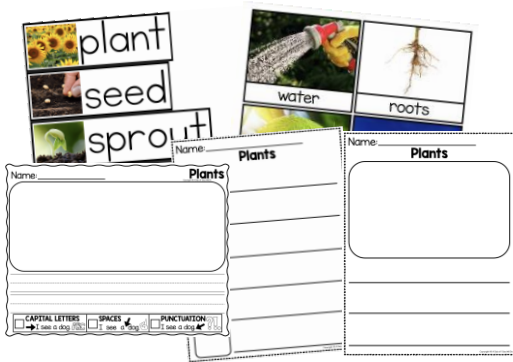 plant
seed
sprout
water
roots
Name:
Plants
Name:
Plants
Name:
Plants
CAPITAL LETTERS
I see a dog.
SPACES
I see a dog.
PUNCTUATION
I see a dog.